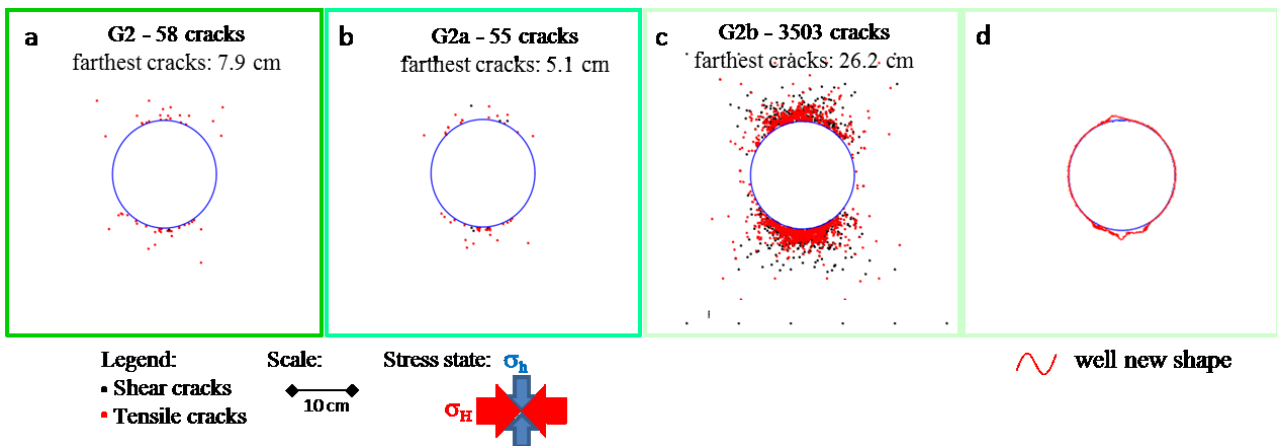 a
G2 - 58 cracks
farthest cracks: 7.9 cm
b
G2a - 55 cracks
farthest cracks: 5.1 cm
c
G2b - 3503 cracks
farthest cracks: 26.2 cm
d
Legend:
Shear cracks
Tensile cracks
Scale:
10 cm
Stress state:
σh
σH
well new shape